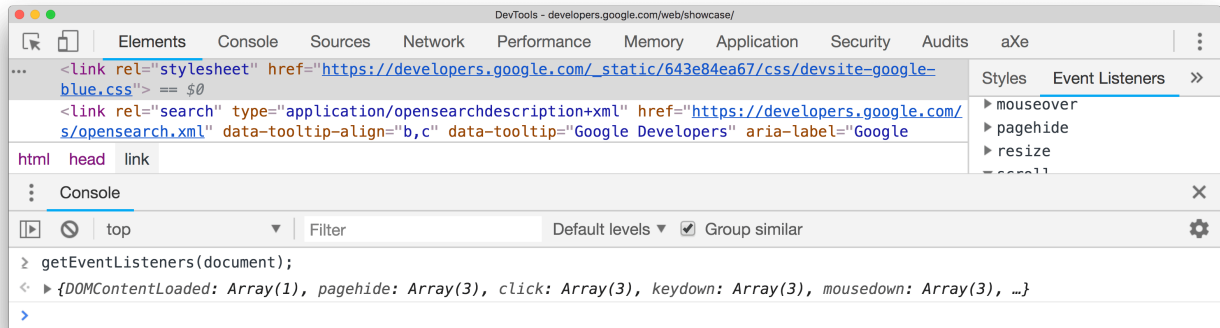 DevTools - developers.google.com/web/showcase/
Elements Console Sources Network Performance Memory Application Security Audits aXe
<link rel="stylesheet" href="https://developers.google.com/_static/643e84ea67/css/devsite-google-
blue.css"> == $0
<link rel="search" type="application/opensearchdescription+xml" href="https://developers.google.com/
s/opensearch.xml" data-tooltip-align="b,c" data-tooltip="Google Developers" aria-label="Google
html head link
Styles Event Listeners »
mouseover
pagehide
resize
scroll
Console
top Filter Default levels Group similar
getEventListeners(document);
{DOMContentLoaded: Array(1), pagehide: Array(3), click: Array(3), keydown: Array(3), mousedown: Array(3), …}